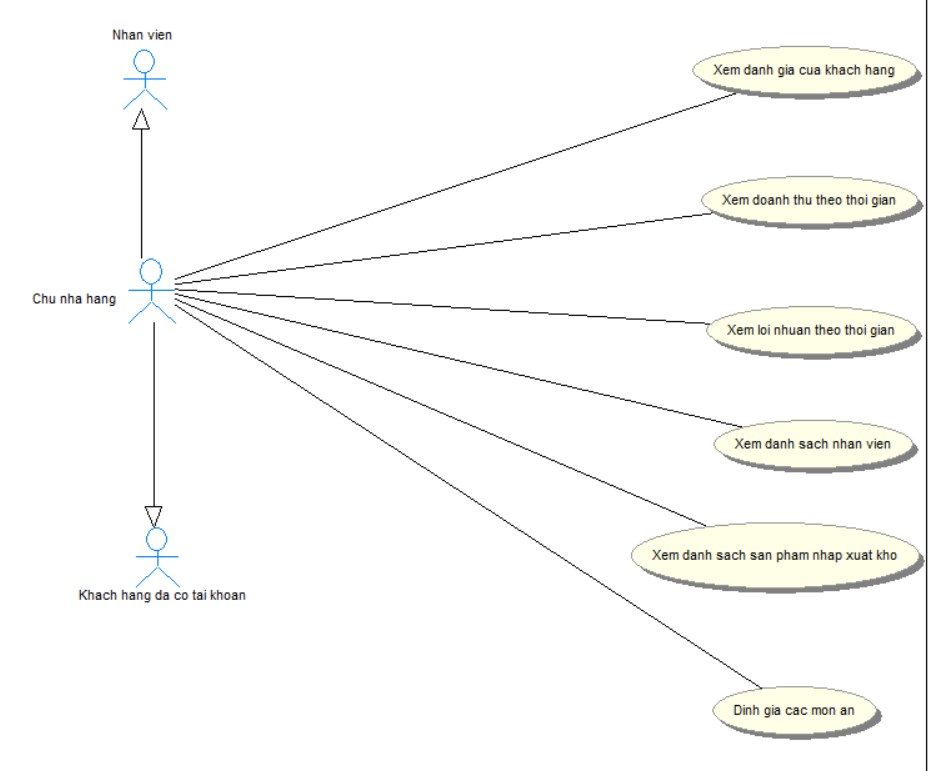 Nhan vien
Xem danh gia cua khach hang
Xem doanh thu theo thoi gian
Chu nha hang
Xem loi nhuan theo thoi gian
Xem danh sach nhan vien
Xem danh sach san pham nhap xuat kho
Khach hang da co tai khoan
Dinh gia cac mon an